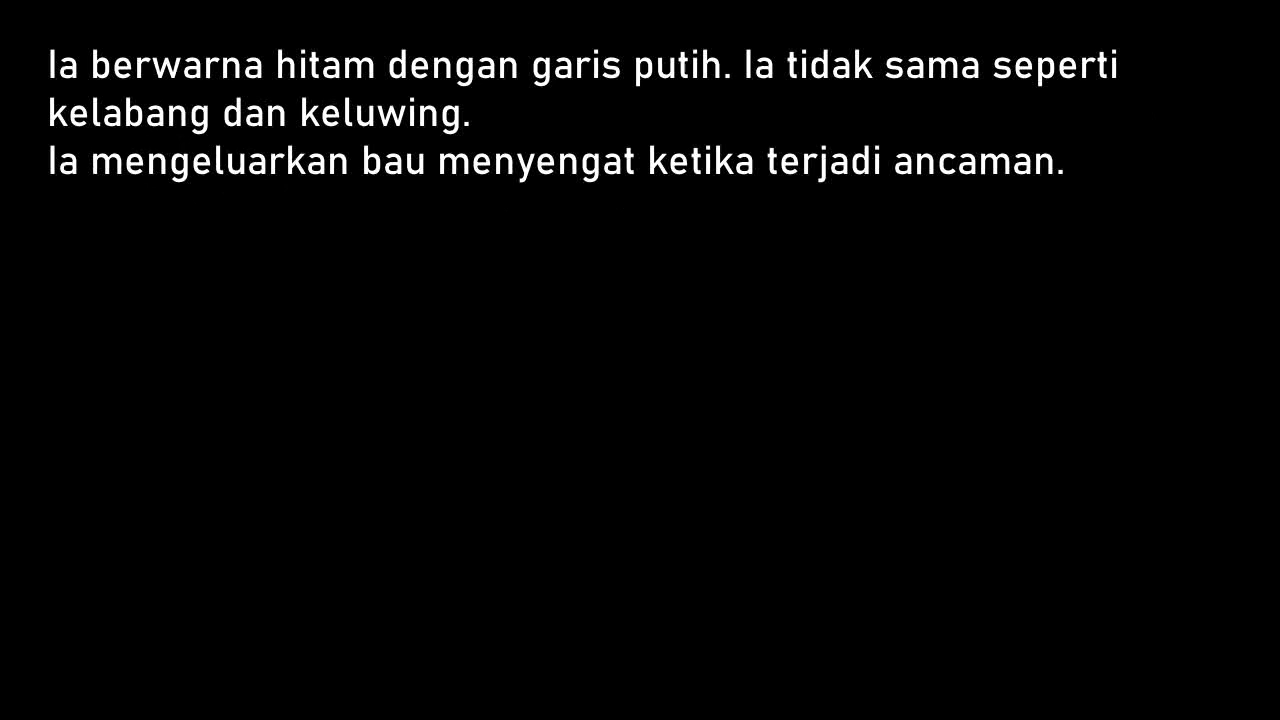 Ia berwarna hitam dengan garis putih. Ia tidak sama seperti
kelabang dan keluwing.
Ia mengeluarkan bau menyengat ketika terjadi ancaman.